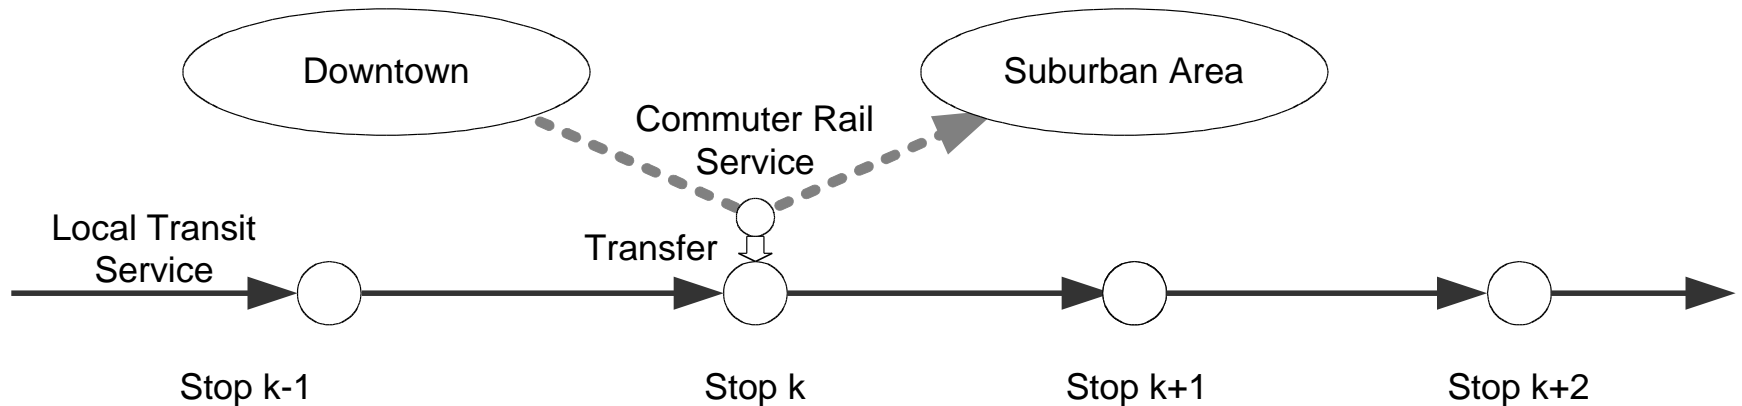 Downtown
Suburban Area
Commuter Rail
Service
Local Transit
Service
Transfer
Stop k-1
Stop k
Stop k+1
Stop k+2